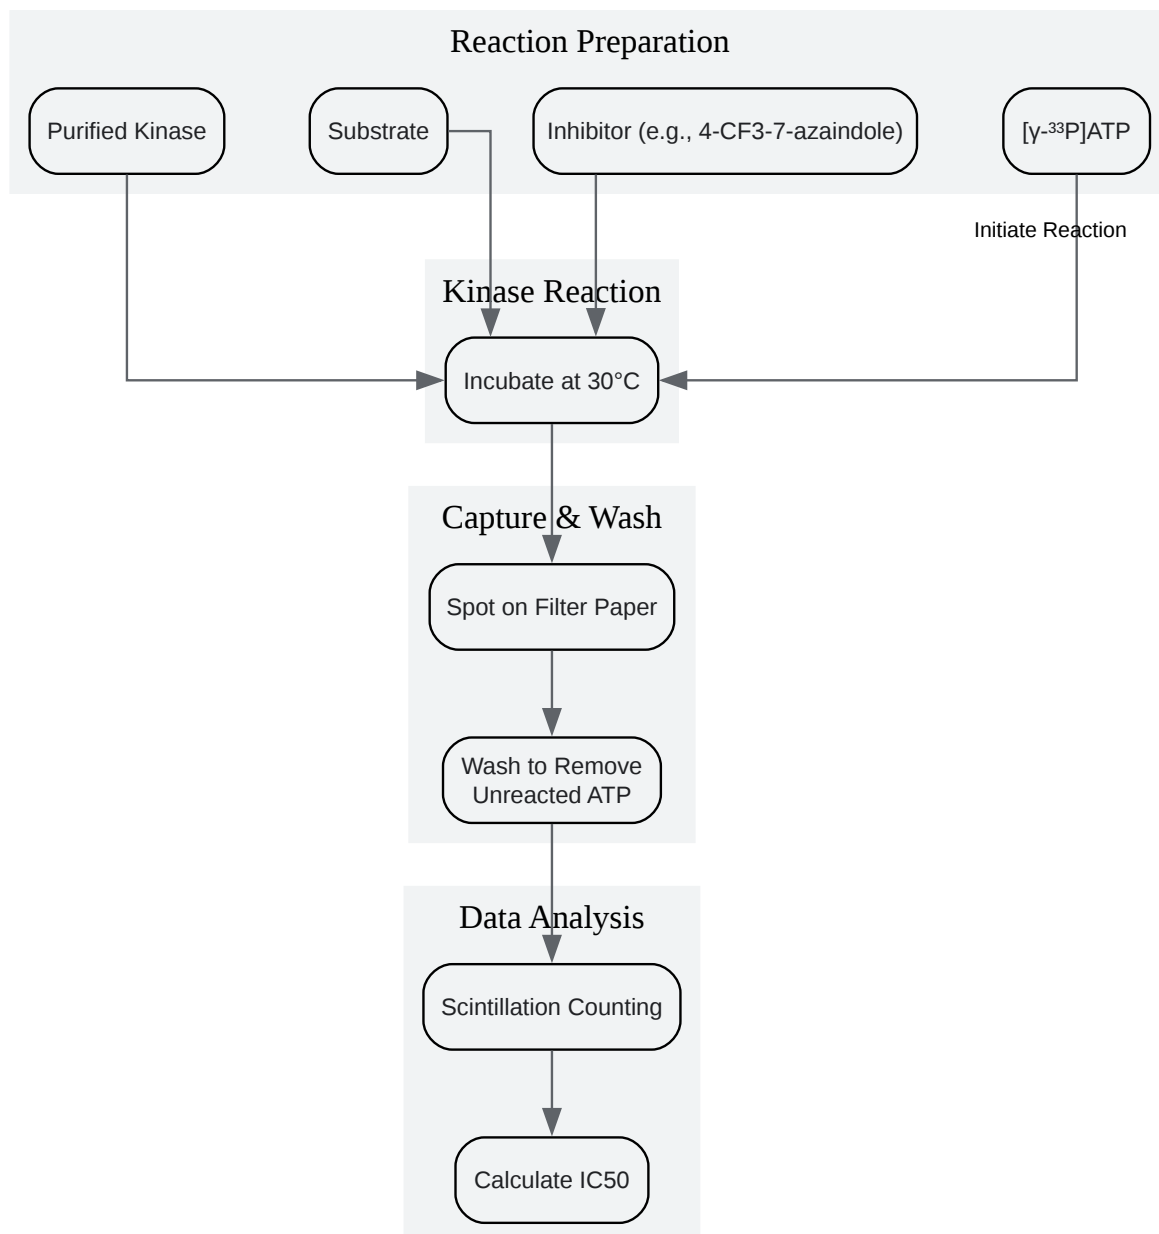 Reaction Preparation
Purified Kinase
Substrate
Inhibitor (e.g., 4-CF3-7-azaindole)
[γ-³³P]ATP
Initiate Reaction
Kinase Reaction
Incubate at 30°C
Capture & Wash
Spot on Filter Paper
Wash to Remove
Unreacted ATP
Data Analysis
Scintillation Counting
Calculate IC50